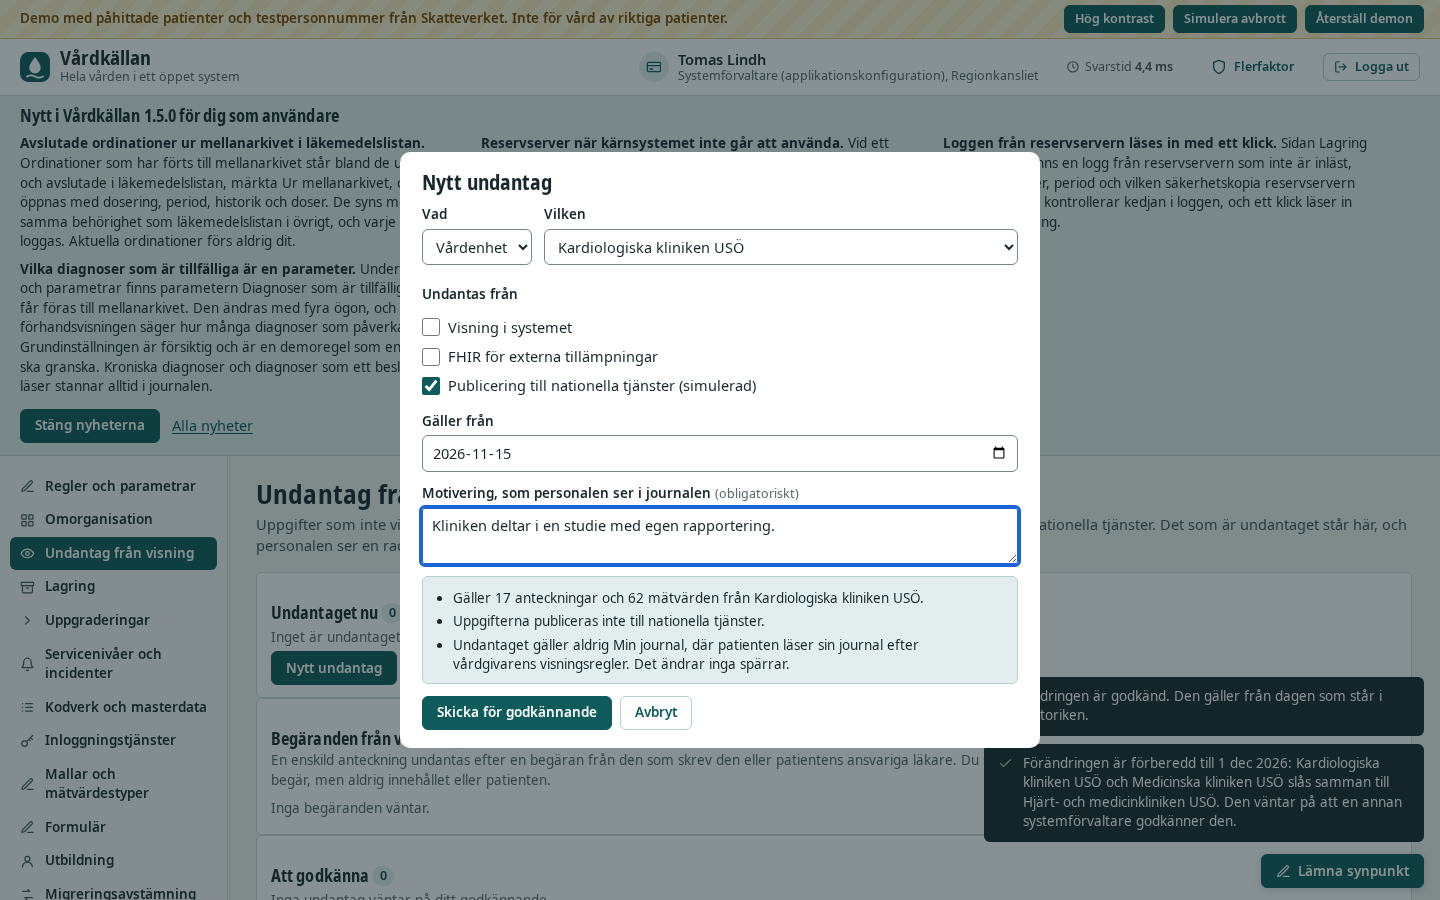 Demo med påhittade patienter och testpersonnummer från Skatteverket. Inte för vård av riktiga patienter.
Hög kontrast
Simulera avbrott
Återställ demon
Vårdkällan
Hela vården i ett öppet system
Tomas Lindh
Systemförvaltare (applikationskonfiguration), Regionkansliet
Svarstid 4,4 ms
Flerfaktor
Logga ut
Nytt i Vårdkällan 1.5.0 för dig som användare
Avslutade ordinationer ur mellanarkivet i läkemedelslistan.
Ordinationer som har förts till mellanarkivet står bland de
och avslutade i läkemedelslistan, märkta Ur mellanarkivet,
öppnas med dosering, period, historik och doser. De syns
samma behörighet som läkemedelslistan i övrigt, och varje
loggas. Aktuella ordinationer förs aldrig dit.
Vilka diagnoser som är tillfälliga är en parameter. Under
och parametrar finns parametern Diagnoser som är
får föras till mellanarkivet. Den ändras med fyra ögon, och
förhandsvisningen säger hur många diagnoser som
Grundinställningen är försiktig och är en demoregel som
ska granska. Kroniska diagnoser och diagnoser som ett
läser stannar alltid i journalen.
Reservserver när kärnsystemet inte går att använda. Vid ett
Loggen från reservservern läses in med ett klick. Sidan Lagring
en logg från reservservern som inte är inläst,
period och vilken säkerhetskopia reservservern
kontrollerar kedjan i loggen, och ett klick läser in
Stäng nyheterna
Alla nyheter
Regler och parametrar
Omorganisation
Undantag från visning
Lagring
Uppgraderingar
Servicenivåer och
incidenter
Kodverk och masterdata
Inloggningstjänster
Mallar och
mätvärdestyper
Formulär
Utbildning
Migreringsavstämning
Undantag
Uppgifter som inte
nationella tjänster. Det som är undantaget står här, och
personalen ser en
Undantaget nu 0
Inget är undantaget
Nytt undantag
Begäranden från
En enskild anteckning undantas efter en begäran från den som skrev den eller patientens ansvariga läkare. Du
begär, men aldrig innehållet eller patienten.
Inga begäranden väntar.
Att godkänna 0
Inga undantag väntar på ditt godkännande.
Nytt undantag
Vad
Vilken
Vårdenhet
Kardiologiska kliniken USÖ
Undantas från
Visning i systemet
FHIR för externa tillämpningar
Publicering till nationella tjänster (simulerad)
Gäller från
2026-11-15
Motivering, som personalen ser i journalen (obligatoriskt)
Kliniken deltar i en studie med egen rapportering.
Gäller 17 anteckningar och 62 mätvärden från Kardiologiska kliniken USÖ.
Uppgifterna publiceras inte till nationella tjänster.
Undantaget gäller aldrig Min journal, där patienten läser sin journal efter
vårdgivarens visningsregler. Det ändrar inga spärrar.
Skicka för godkännande
Avbryt
är godkänd. Den gäller från dagen som står i
Förändringen är förberedd till 1 dec 2026: Kardiologiska
kliniken USÖ och Medicinska kliniken USÖ slås samman till
Hjärt- och medicinkliniken USÖ. Den väntar på att en annan
systemförvaltare godkänner den.
Lämna synpunkt